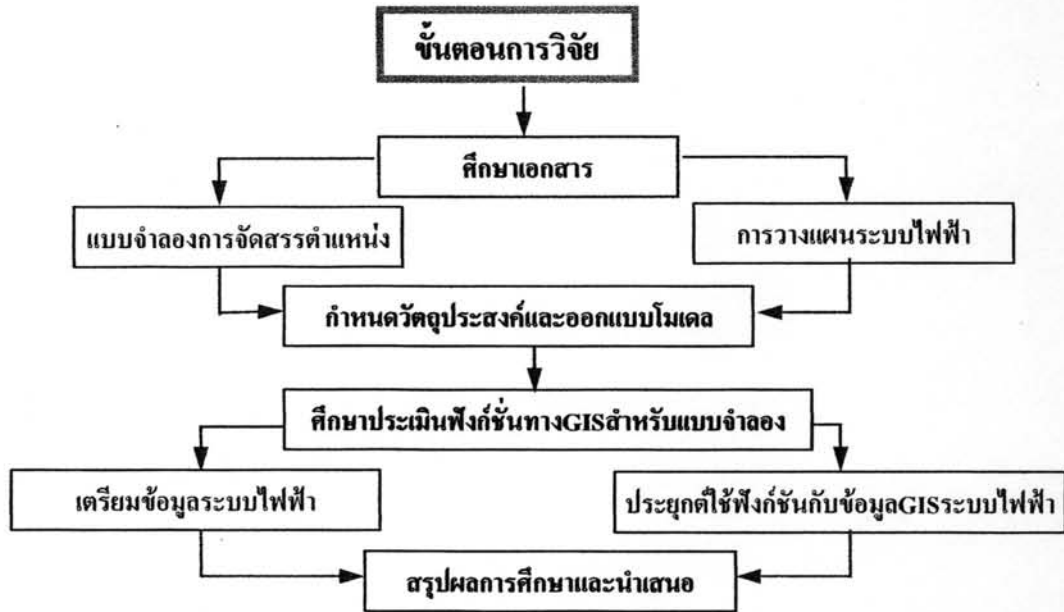 ขั้นตอนการวิจัย
ศึกษาเอกสาร
แบบจำลองการจัดสรรตำแหน่ง
การวางแผนระบบไฟฟ้า
กำหนดวัตถุประสงค์และออกแบบโมเดล
ศึกษาประเมินฟังก์ชั่นทางGISสำหรับแบบจำลอง
เตรียมข้อมูลระบบไฟฟ้า
ประยุกต์ใช้ฟังก์ชันกับข้อมูลGISระบบไฟฟ้า
สรุปผลการศึกษาและนำเสนอ